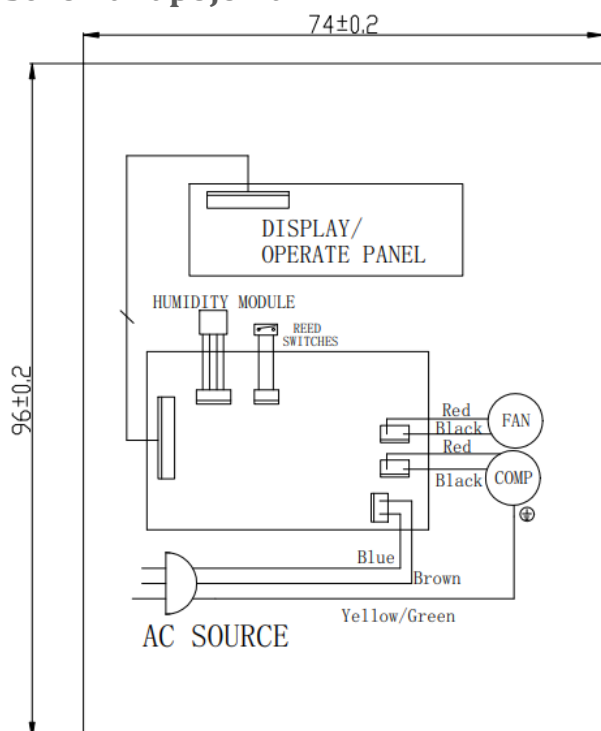 74±0.2
96±0.2
DISPLAY/
OPERATE PANEL
HUMIDITY MODULE
REED
SWITCHES
Red
Black
FAN
Red
Black
COMP
Blue
Brown
Yellow/Green
AC SOURCE